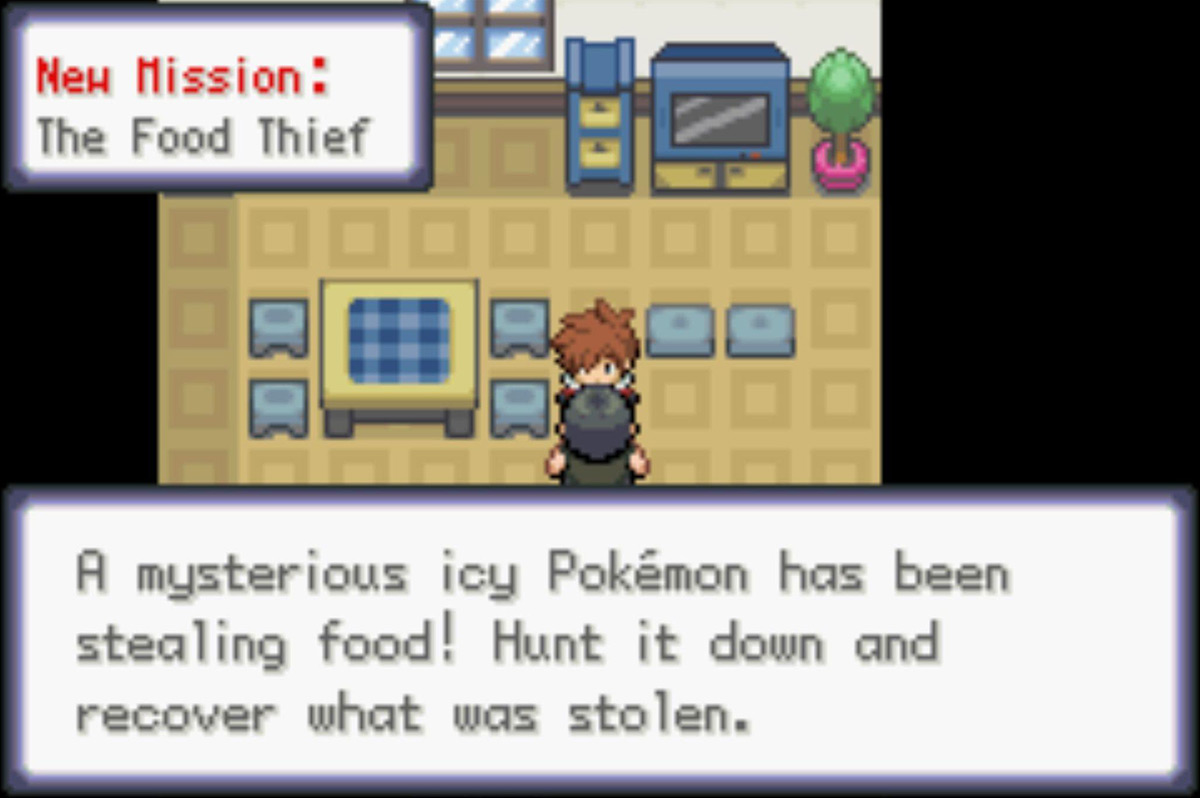 New Mission:
The Food Thief
A mysterious icy Pokémon has been
stealing food! Hunt it down and
recover what was stolen.